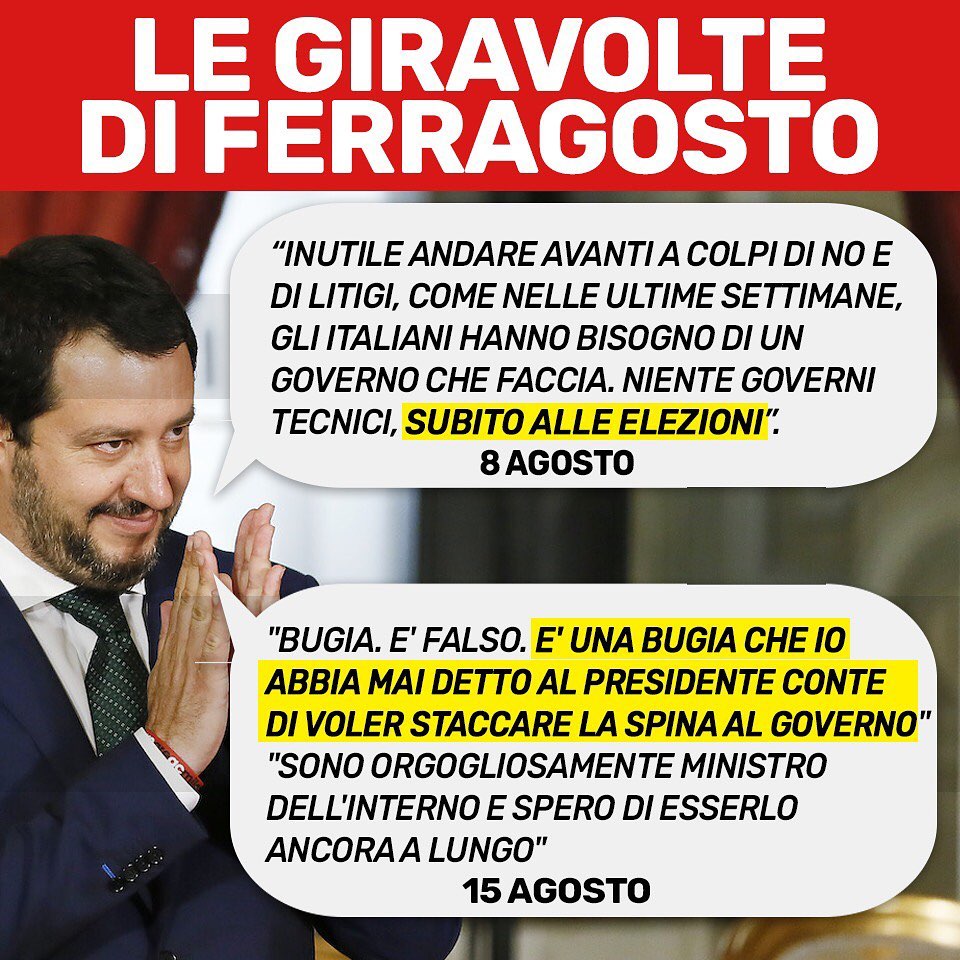 LE GIRAVOLTE
DI FERRAGOSTO
“INUTILE ANDARE AVANTI A COLPI DI NO E
DI LITIGI, COME NELLE ULTIME SETTIMANE,
GLI ITALIANI HANNO BISOGNO DI UN
GOVERNO CHE FACCIA. NIENTE GOVERNI
TECNICI, SUBITO ALLE ELEZIONI”.
8 AGOSTO
"BUGIA. E' FALSO. E' UNA BUGIA CHE IO
ABBIA MAI DETTO AL PRESIDENTE CONTE
DI VOLER STACCARE LA SPINA AL GOVERNO"
"SONO ORGOGLIOSAMENTE MINISTRO
DELL'INTERNO E SPERO DI ESSERLO
ANCORA A LUNGO"
15 AGOSTO